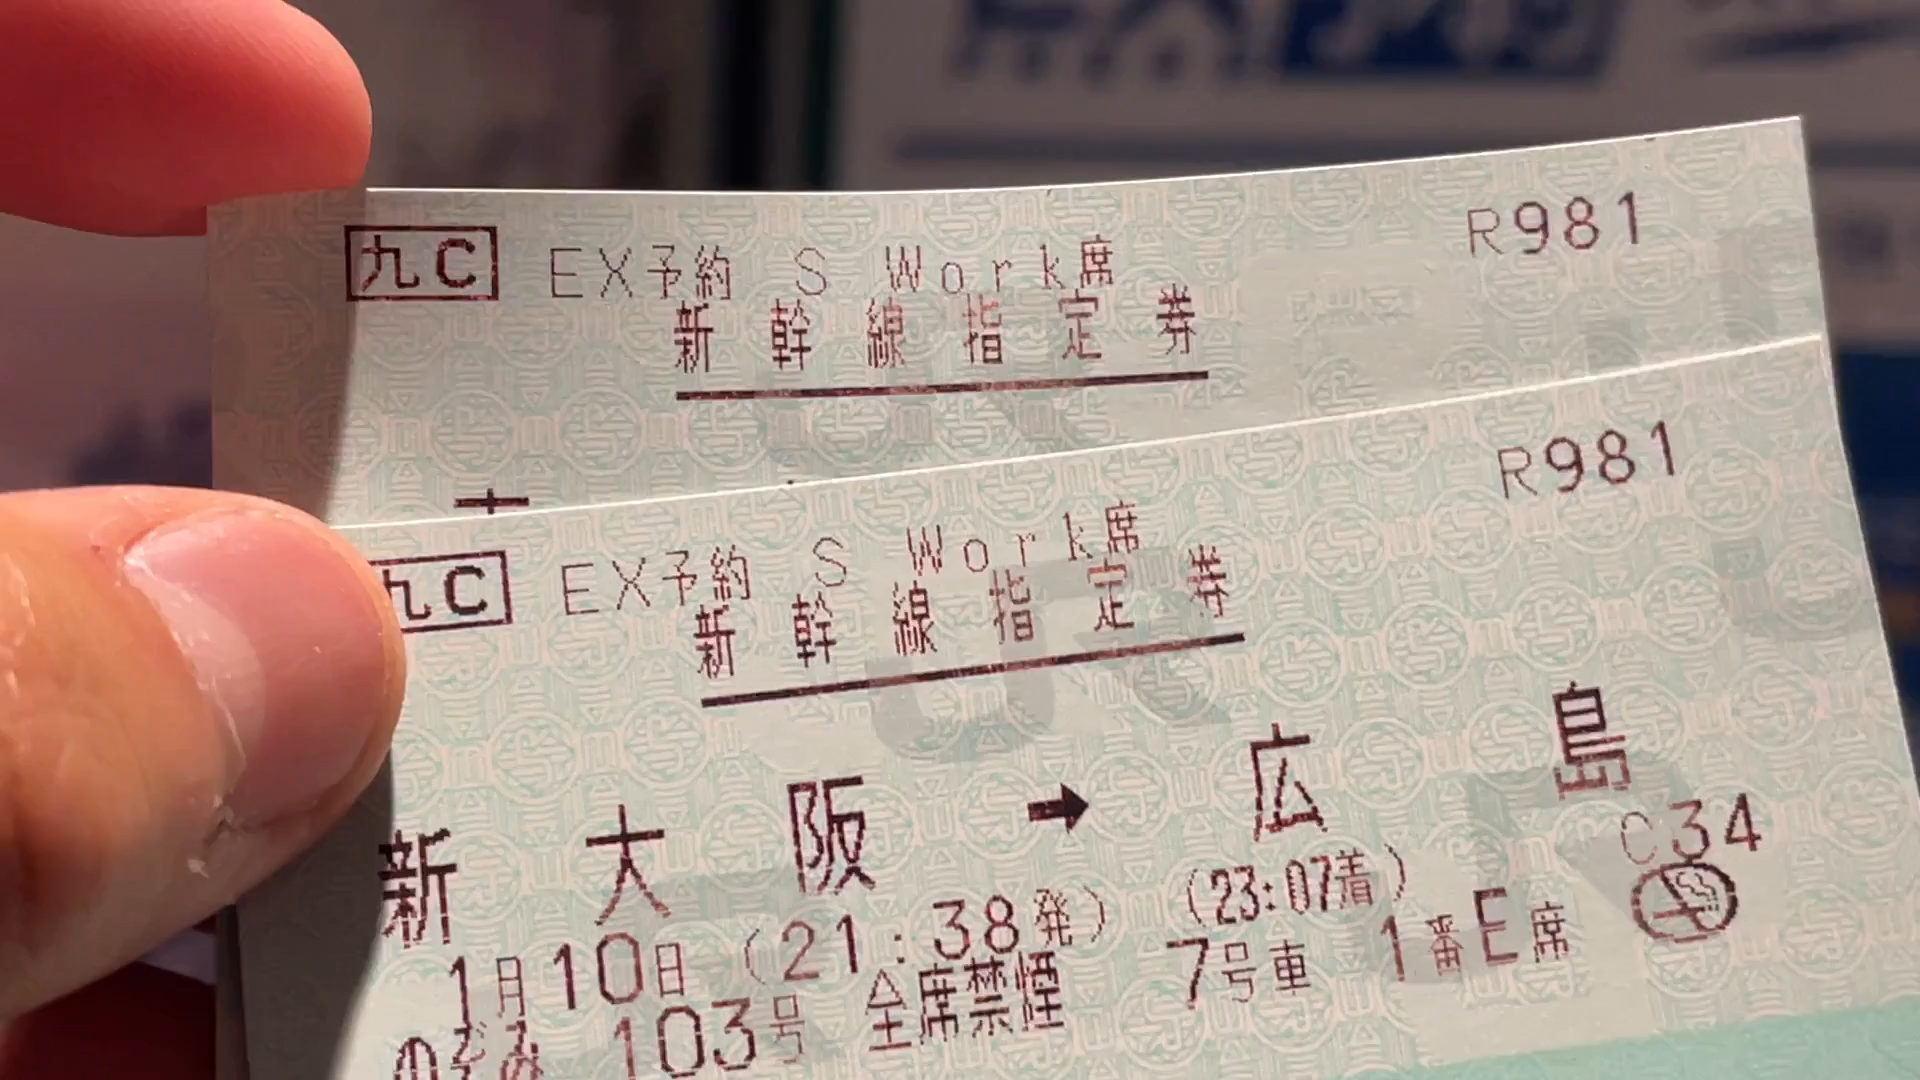 九C EX予約 S Work席 R981
新幹線指定券
九C EX予約 S Work席 R981
新幹線指定券
新大阪 → 広島
(21:38発) (23:07着) C34
1月10日 7号車 1番E席
のぞみ 103号 全席禁煙